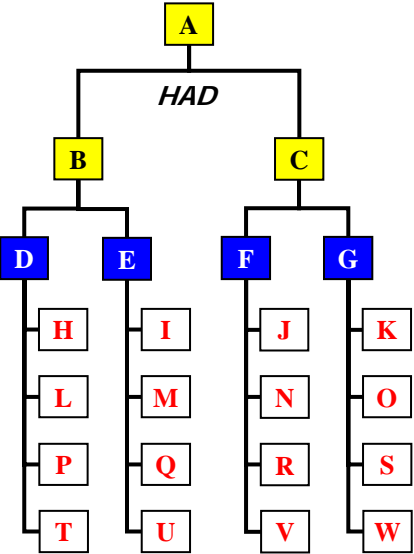 A
HAD
B C
D E F G
H I J K
L M N O
P Q R S
T U V W